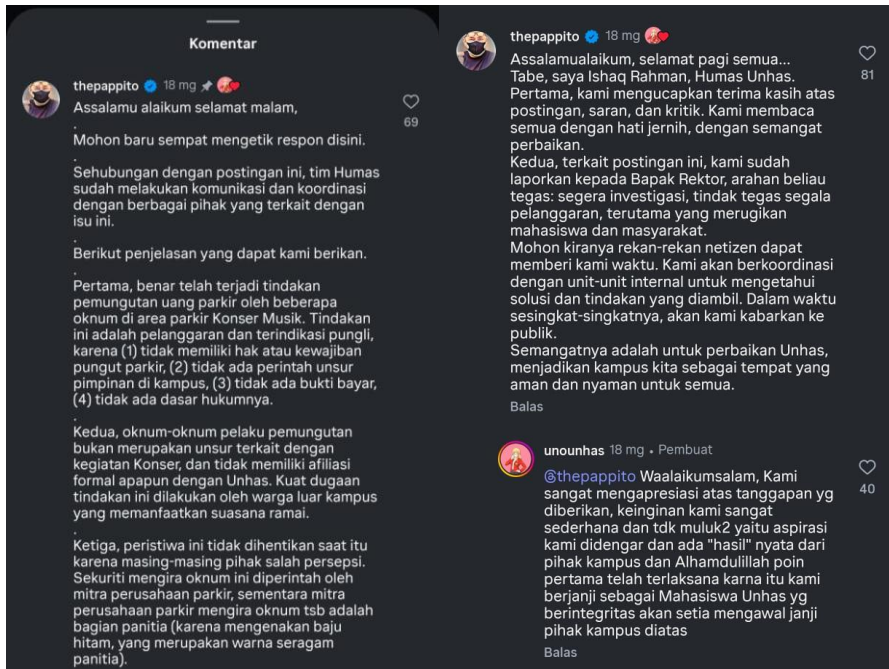 Komentar
thepappito 18 mg
Assalamu alaikum selamat malam,
.
Mohon baru sempat mengetik respon disini.
.
Sehubungan dengan postingan ini, tim Humas
sudah melakukan komunikasi dan koordinasi
dengan berbagai pihak yang terkait dengan
isu ini.
.
Berikut penjelasan yang dapat kami berikan.
.
Pertama, benar telah terjadi tindakan
pemungutan uang parkir oleh beberapa
oknum di area parkir Konser Musik. Tindakan
ini adalah pelanggaran dan terindikasi pungli,
karena (1) tidak memiliki hak atau kewajiban
pungut parkir, (2) tidak ada perintah unsur
pimpinan di kampus, (3) tidak ada bukti bayar,
(4) tidak ada dasar hukumnya.
.
Kedua, oknum-oknum pelaku pemungutan
bukan merupakan unsur terkait dengan
kegiatan Konser, dan tidak memiliki afiliasi
formal apapun dengan Unhas. Kuat dugaan
tindakan ini dilakukan oleh warga luar kampus
yang memanfaatkan suasana ramai.
.
Ketiga, peristiwa ini tidak dihentikan saat itu
karena masing-masing pihak salah persepsi.
Sekuriti mengira oknum ini diperintah oleh
mitra perusahaan parkir, sementara mitra
perusahaan parkir mengira oknum tsb adalah
bagian panitia (karena mengenakan baju
hitam, yang merupakan warna seragam
panitia).
69
thepappito 18 mg
Assalamualaikum, selamat pagi semua...
Tabe, saya Ishaq Rahman, Humas Unhas.
Pertama, kami mengucapkan terima kasih atas
postingan, saran, dan kritik. Kami membaca
semua dengan hati jernih, dengan semangat
perbaikan.
Kedua, terkait postingan ini, kami sudah
laporkan kepada Bapak Rektor, arahan beliau
tegas: segera investigasi, tindak tegas segala
pelanggaran, terutama yang merugikan
mahasiswa dan masyarakat.
Mohon kiranya rekan-rekan netizen dapat
memberi kami waktu. Kami akan berkoordinasi
dengan unit-unit internal untuk mengetahui
solusi dan tindakan yang diambil. Dalam waktu
sesingkat-singkatnya, akan kami kabarkan ke
publik.
Semangatnya adalah untuk perbaikan Unhas,
menjadikan kampus kita sebagai tempat yang
aman dan nyaman untuk semua.
Balas
81
unounhas 18 mg • Pembuat
@thepappito Waalaikumsalam, Kami
sangat mengapresiasi atas tanggapan yg
diberikan, keinginan kami sangat
sederhana dan tdk muluk2 yaitu aspirasi
kami didengar dan ada "hasil" nyata dari
pihak kampus dan Alhamdulillah poin
pertama telah terlaksana karna itu kami
berjanji sebagai Mahasiswa Unhas yg
berintegritas akan setia mengawal janji
pihak kampus diatas
Balas
40